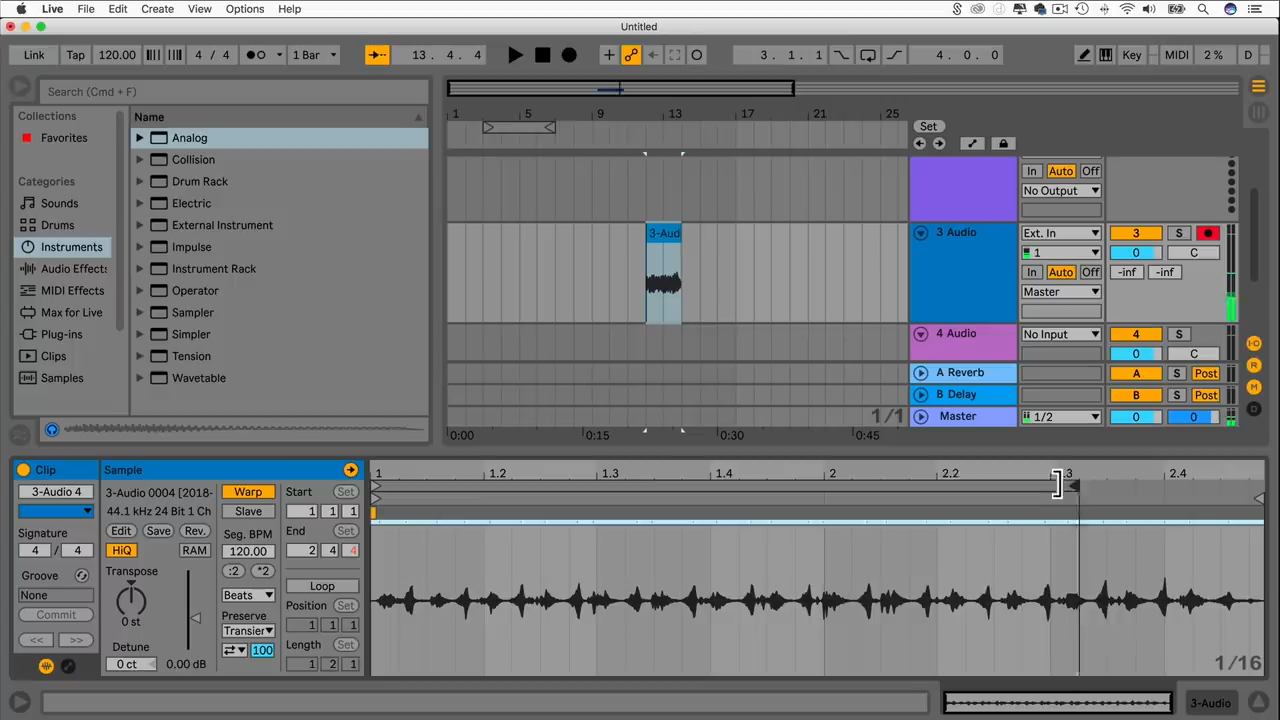 Live File Edit Create View Options Help
Untitled
Link Tap 120.00 4 / 4 1 Bar 13. 4. 4 3. 1. 1 4. 0. 0 Key MIDI 2 % D
Search (Cmd + F)
Collections
Favorites
Categories
Sounds
Drums
Instruments
Audio Effects
MIDI Effects
Max for Live
Plug-ins
Clips
Samples
Name
Analog
Collision
Drum Rack
Electric
External Instrument
Impulse
Instrument Rack
Operator
Sampler
Simpler
Tension
Wavetable
1 5 9 13 17 21 25
Set
In Auto Off
No Output
3-Aud
3 Audio Ext. In 3 S
1 0 C
In Auto Off -inf -inf
Master
4 Audio No Input 4 S
0 C
A Reverb A S Post
B Delay B S Post
1/1 Master 1/2 0 0
0:00 0:15 0:30 0:45
Clip
3-Audio 4
Signature
4 / 4
Groove
None
Commit
<< >>
Sample
3-Audio 0004 [2018-
44.1 kHz 24 Bit 1 Ch
Edit Save Rev.
HiQ RAM
Transpose
0 st
Detune
0 ct 0.00 dB
Warp
Slave
Seg. BPM
120.00
:2 *2
Beats
Preserve
Transier
100
Start Set
1 1 1
End Set
2 4 4
Loop
Position Set
1 1 1
Length Set
1 2 1
1 1.2 1.3 1.4 2 2.2 .3 2.4
1/16
3-Audio